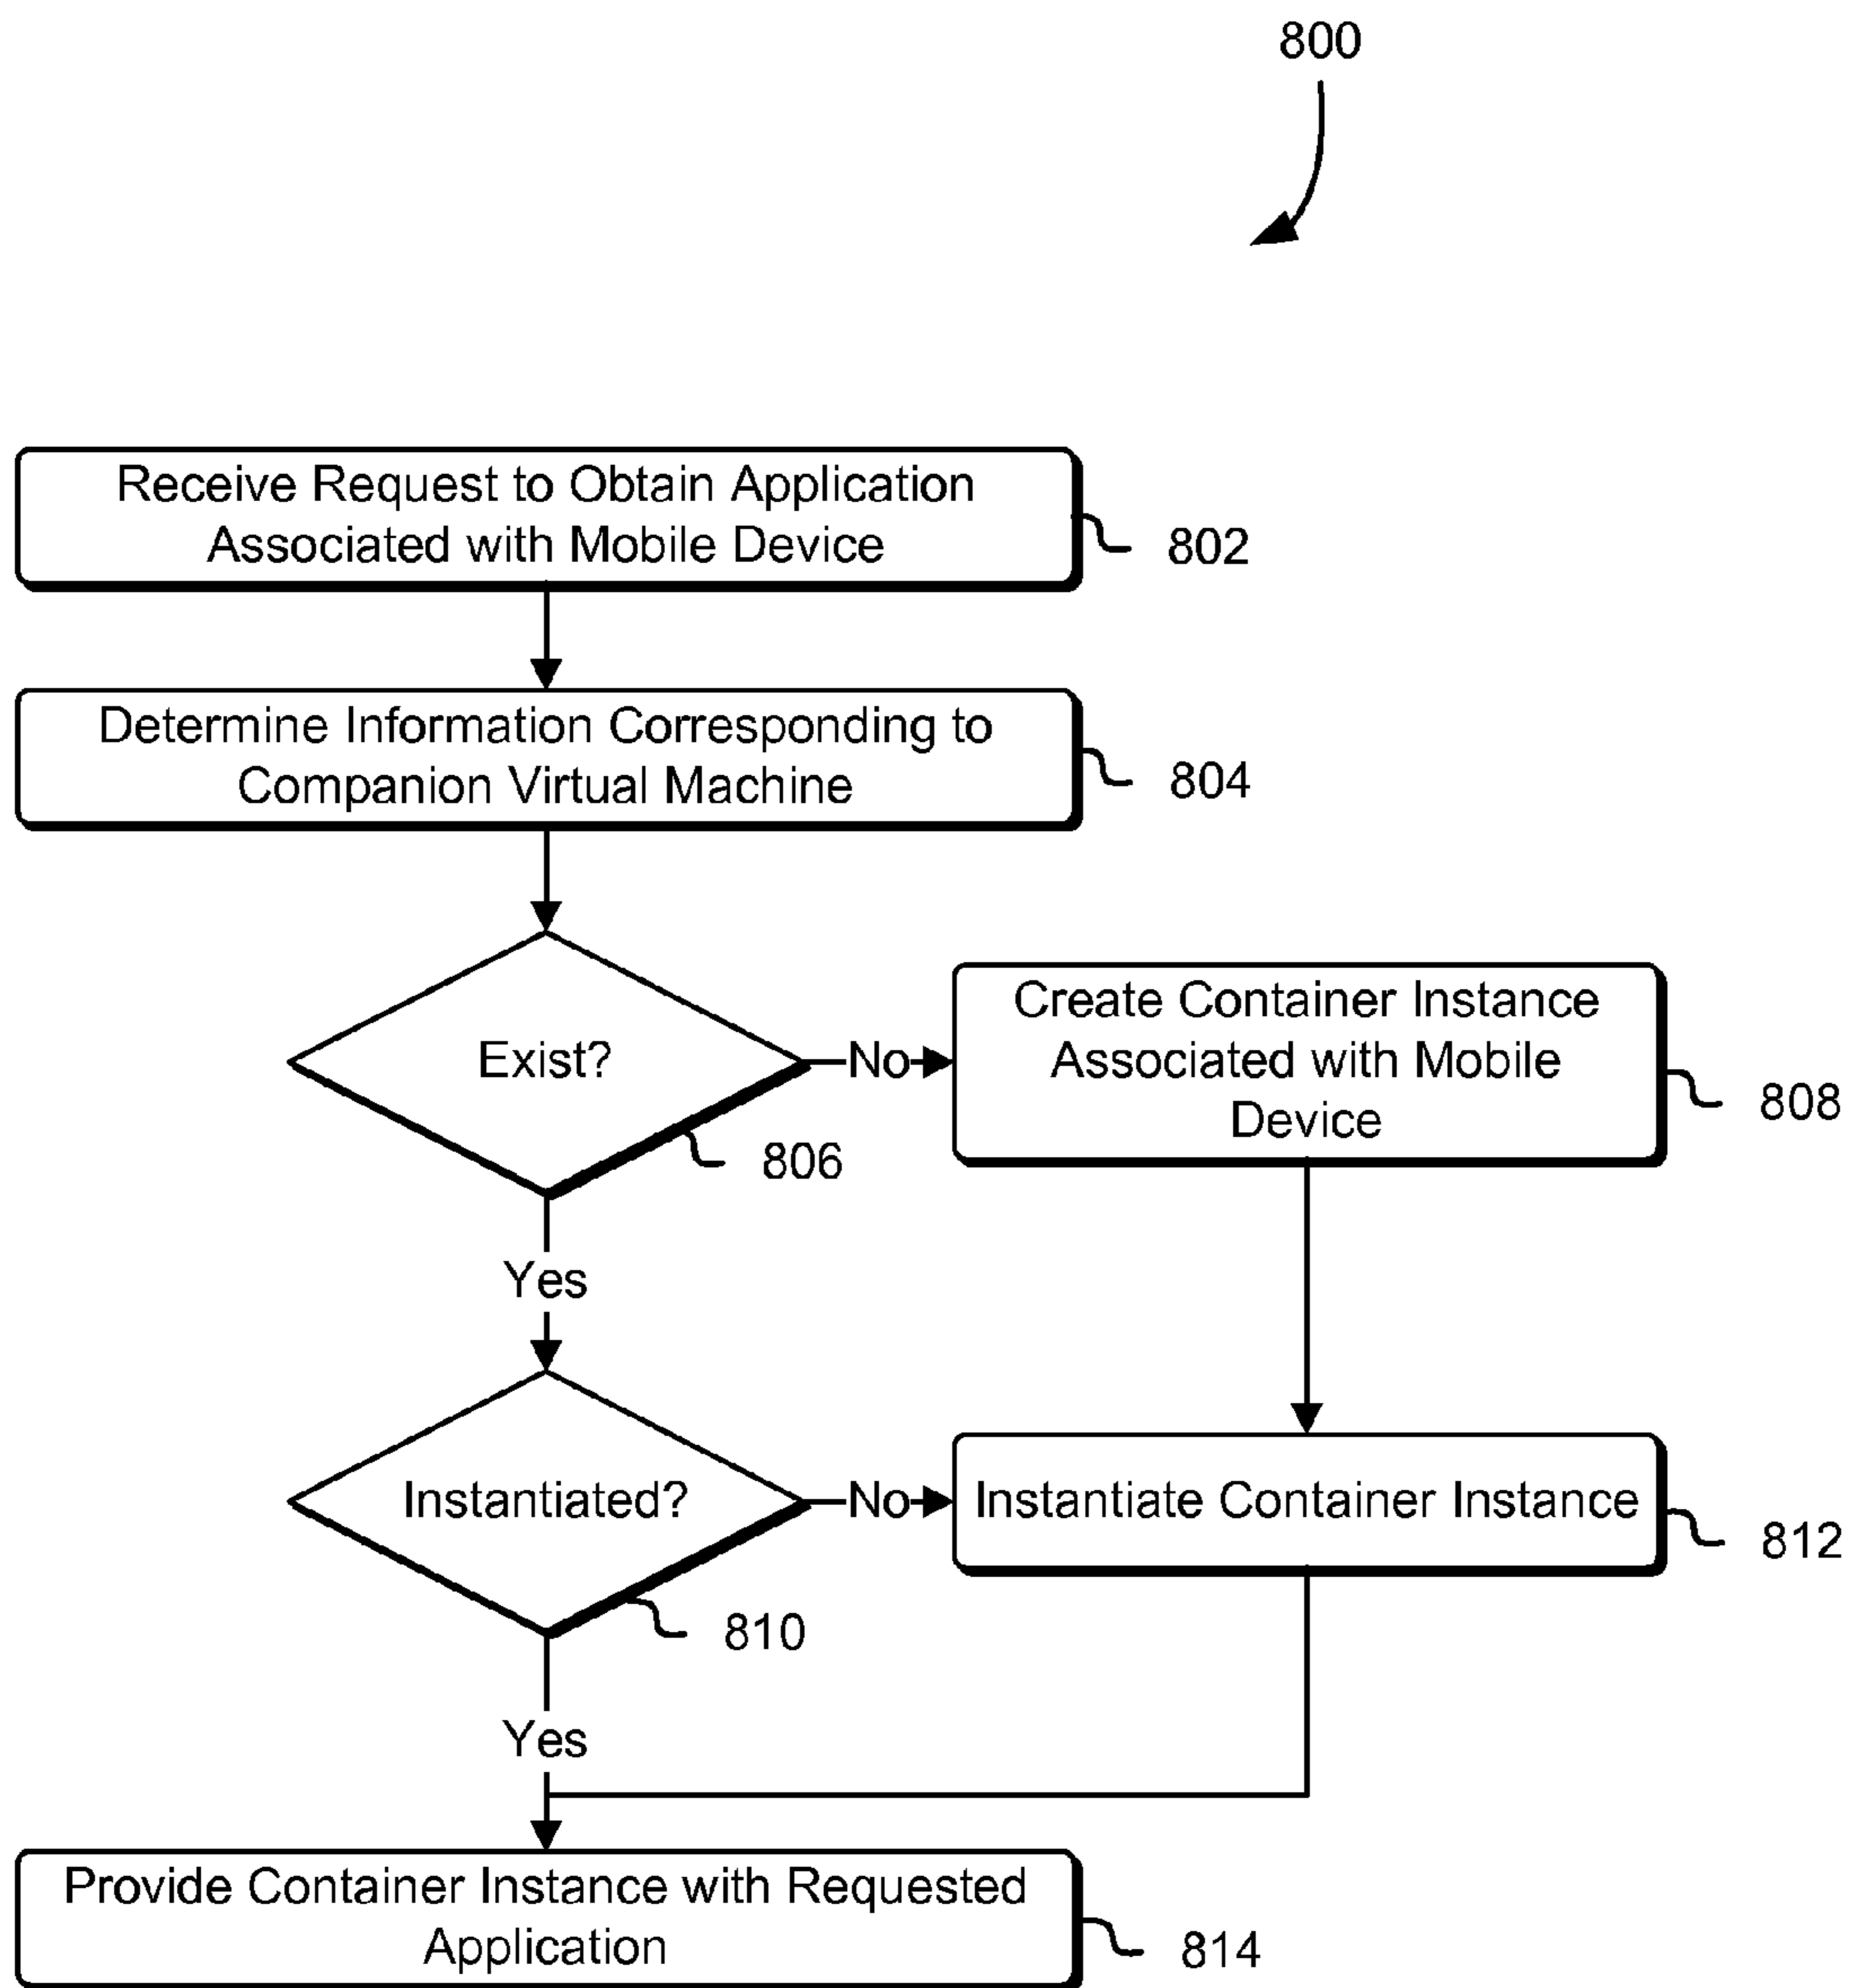 800
Receive Request to Obtain Application
Associated with Mobile Device
802
Determine Information Corresponding to
Companion Virtual Machine
804
Exist?
No
806
Create Container Instance
Associated with Mobile
Device
808
Yes
Instantiated?
No
810
Instantiate Container Instance
812
Yes
Provide Container Instance with Requested
Application
814